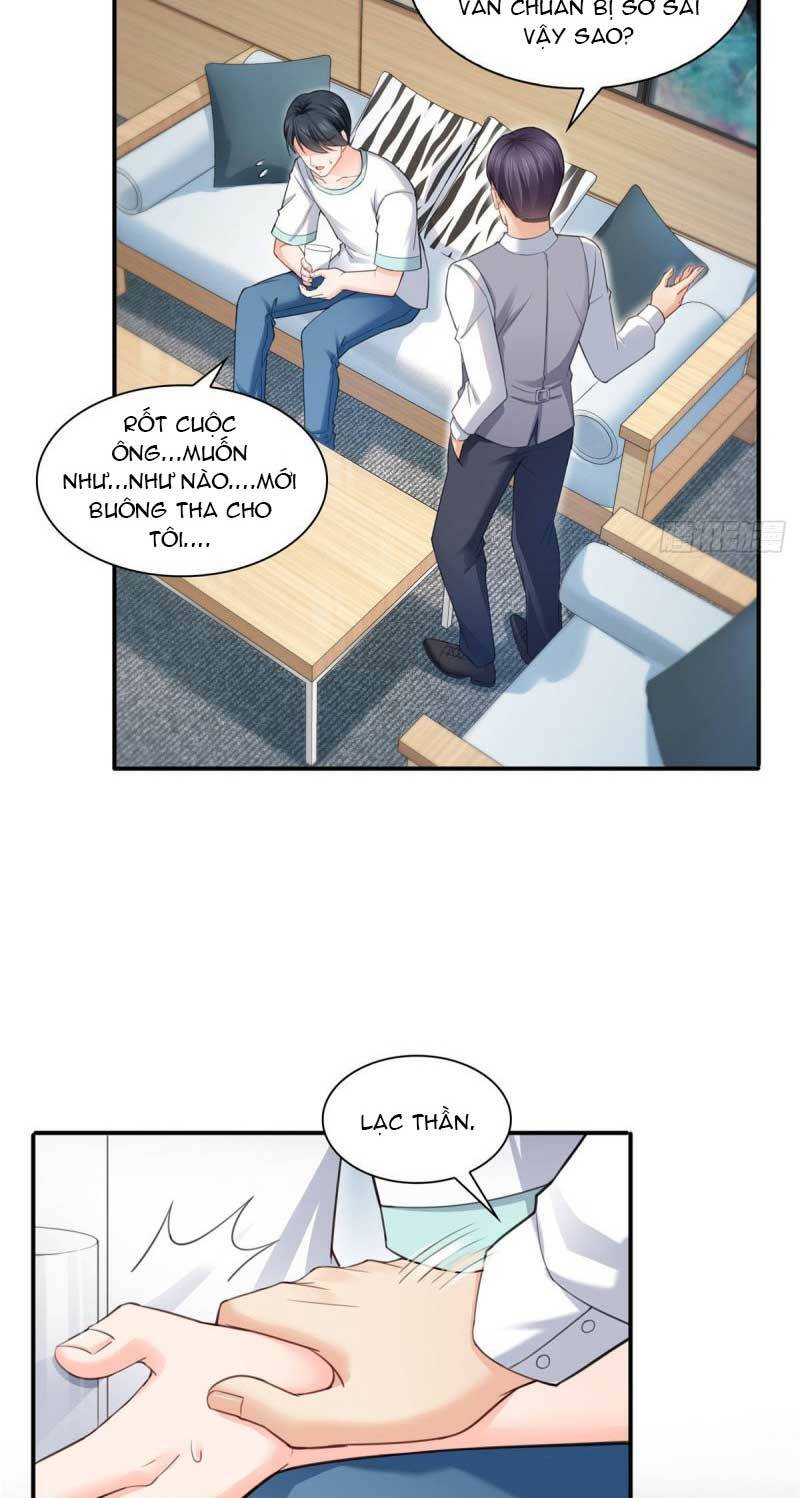 VẪN CHUẨN BỊ SƠ SÀI
VẬY SAO?
RỐT CUỘC
ÔNG...MUỐN
NHƯ...NHƯ NÀO....MỚI
BUÔNG THA CHO
TÔI....
LẠC THẦN.